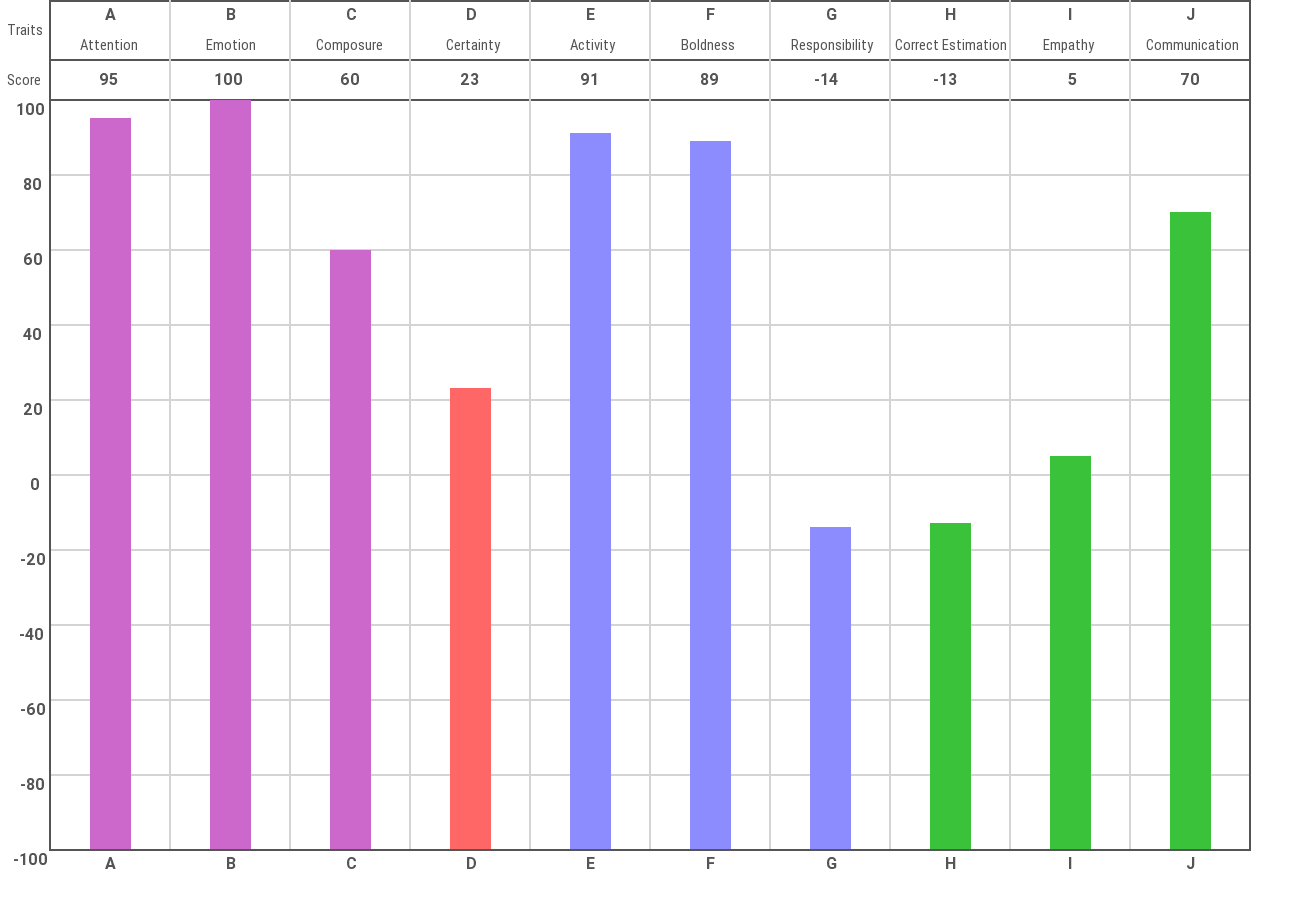 A B C D E F G H I J
Traits
Attention Emotion Composure Certainty Activity Boldness Responsibility Correct Estimation Empathy Communication
Score 95 100 60 23 91 89 -14 -13 5 70
100
80
60
40
20
0
-20
-40
-60
-80
-100
A B C D E F G H I J